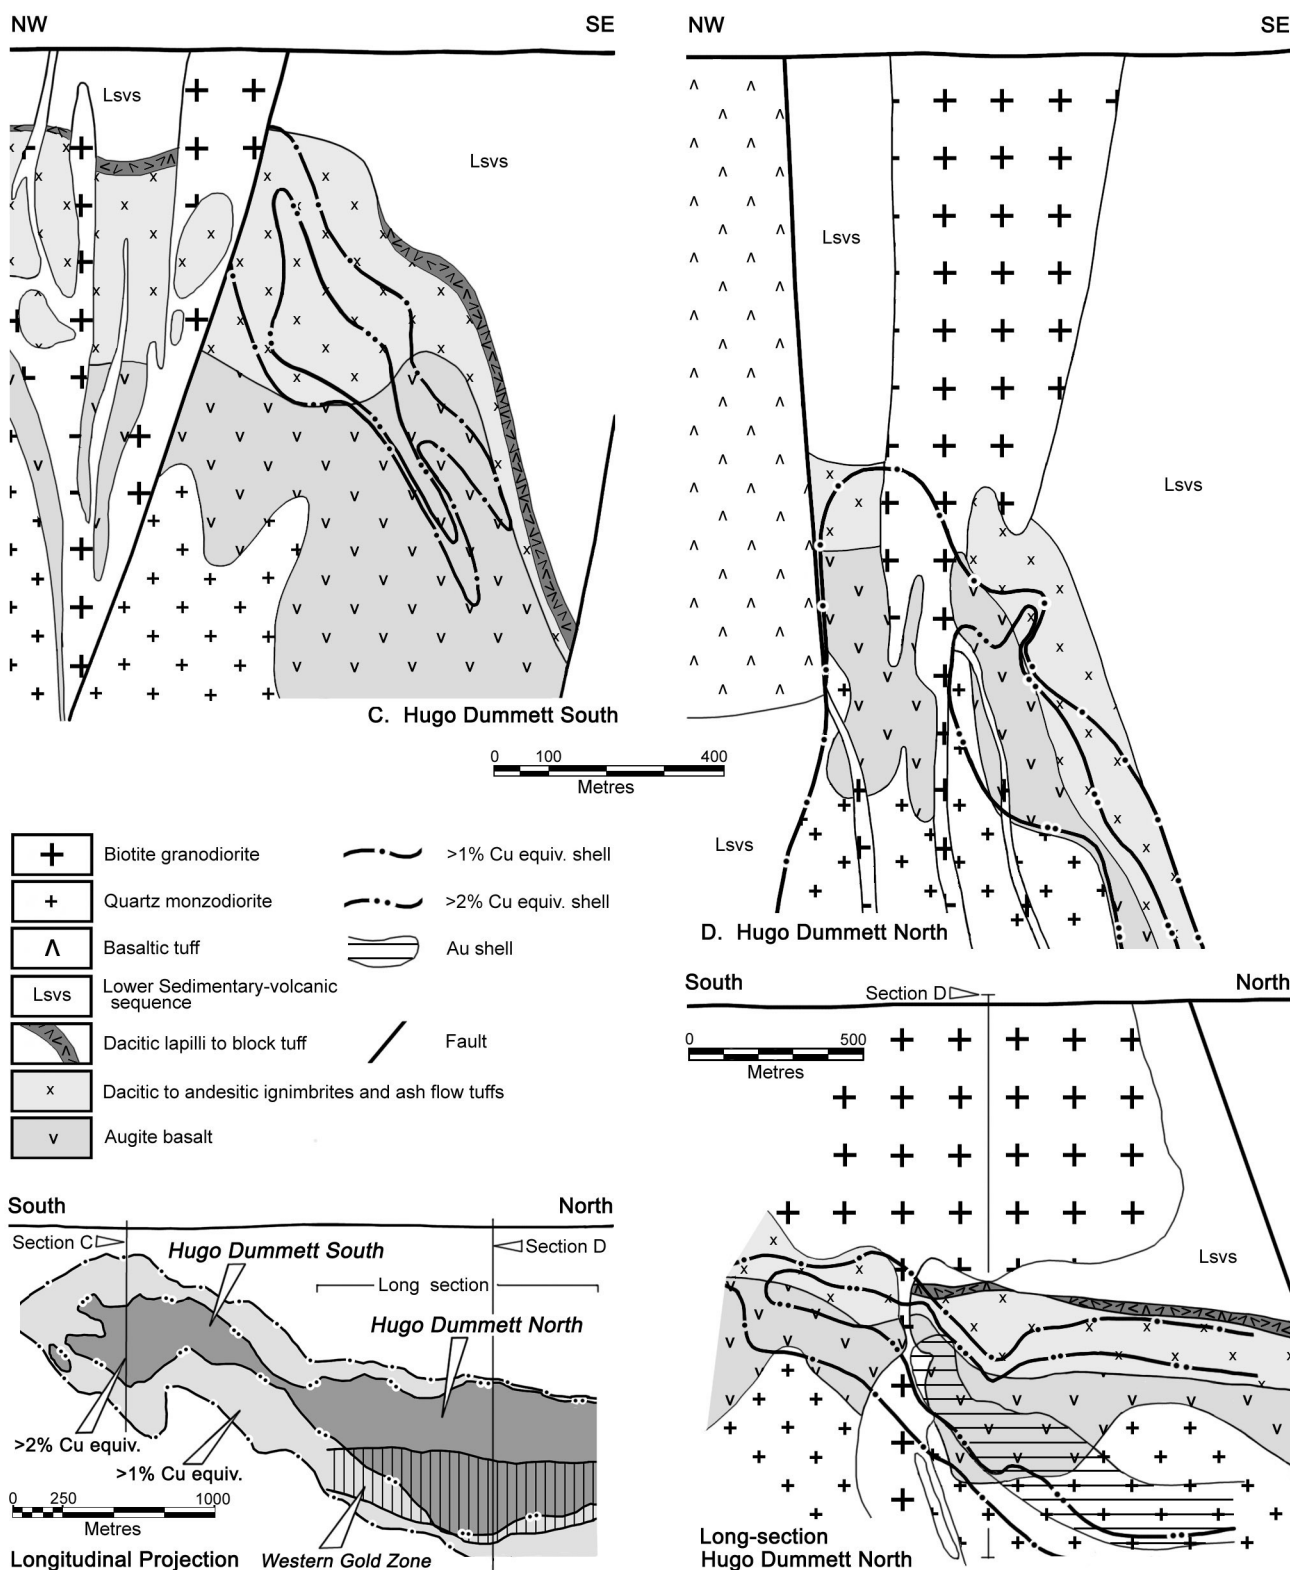 NW
SE
Lsvs
Lsvs
C. Hugo Dummett South
NW
SE
Lsvs
Lsvs
Lsvs
D. Hugo Dummett North
0 100 400
Metres
Biotite granodiorite
Quartz monzodiorite
Basaltic tuff
Lsvs
Lower Sedimentary-volcanic
sequence
Dacitic lapilli to block tuff
Dacitic to andesitic ignimbrites and ash flow tuffs
Augite basalt
>1% Cu equiv. shell
>2% Cu equiv. shell
Au shell
Fault
South
North
Section C
Section D
Hugo Dummett South
Long section
Hugo Dummett North
>2% Cu equiv.
>1% Cu equiv.
0 250 1000
Metres
Longitudinal Projection
Western Gold Zone
South
North
Section D
0 500
Metres
Lsvs
Long-section
Hugo Dummett North